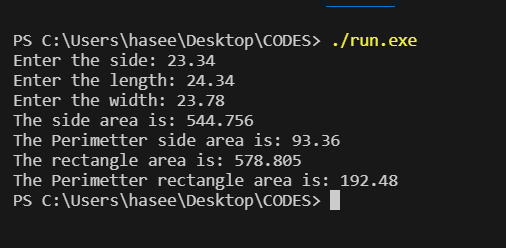 PS C:\Users\hasee\Desktop\CODES> ./run.exe
Enter the side: 23.34
Enter the length: 24.34
Enter the width: 23.78
The side area is: 544.756
The Perimetter side area is: 93.36
The rectangle area is: 578.805
The Perimetter rectangle area is: 192.48
PS C:\Users\hasee\Desktop\CODES>